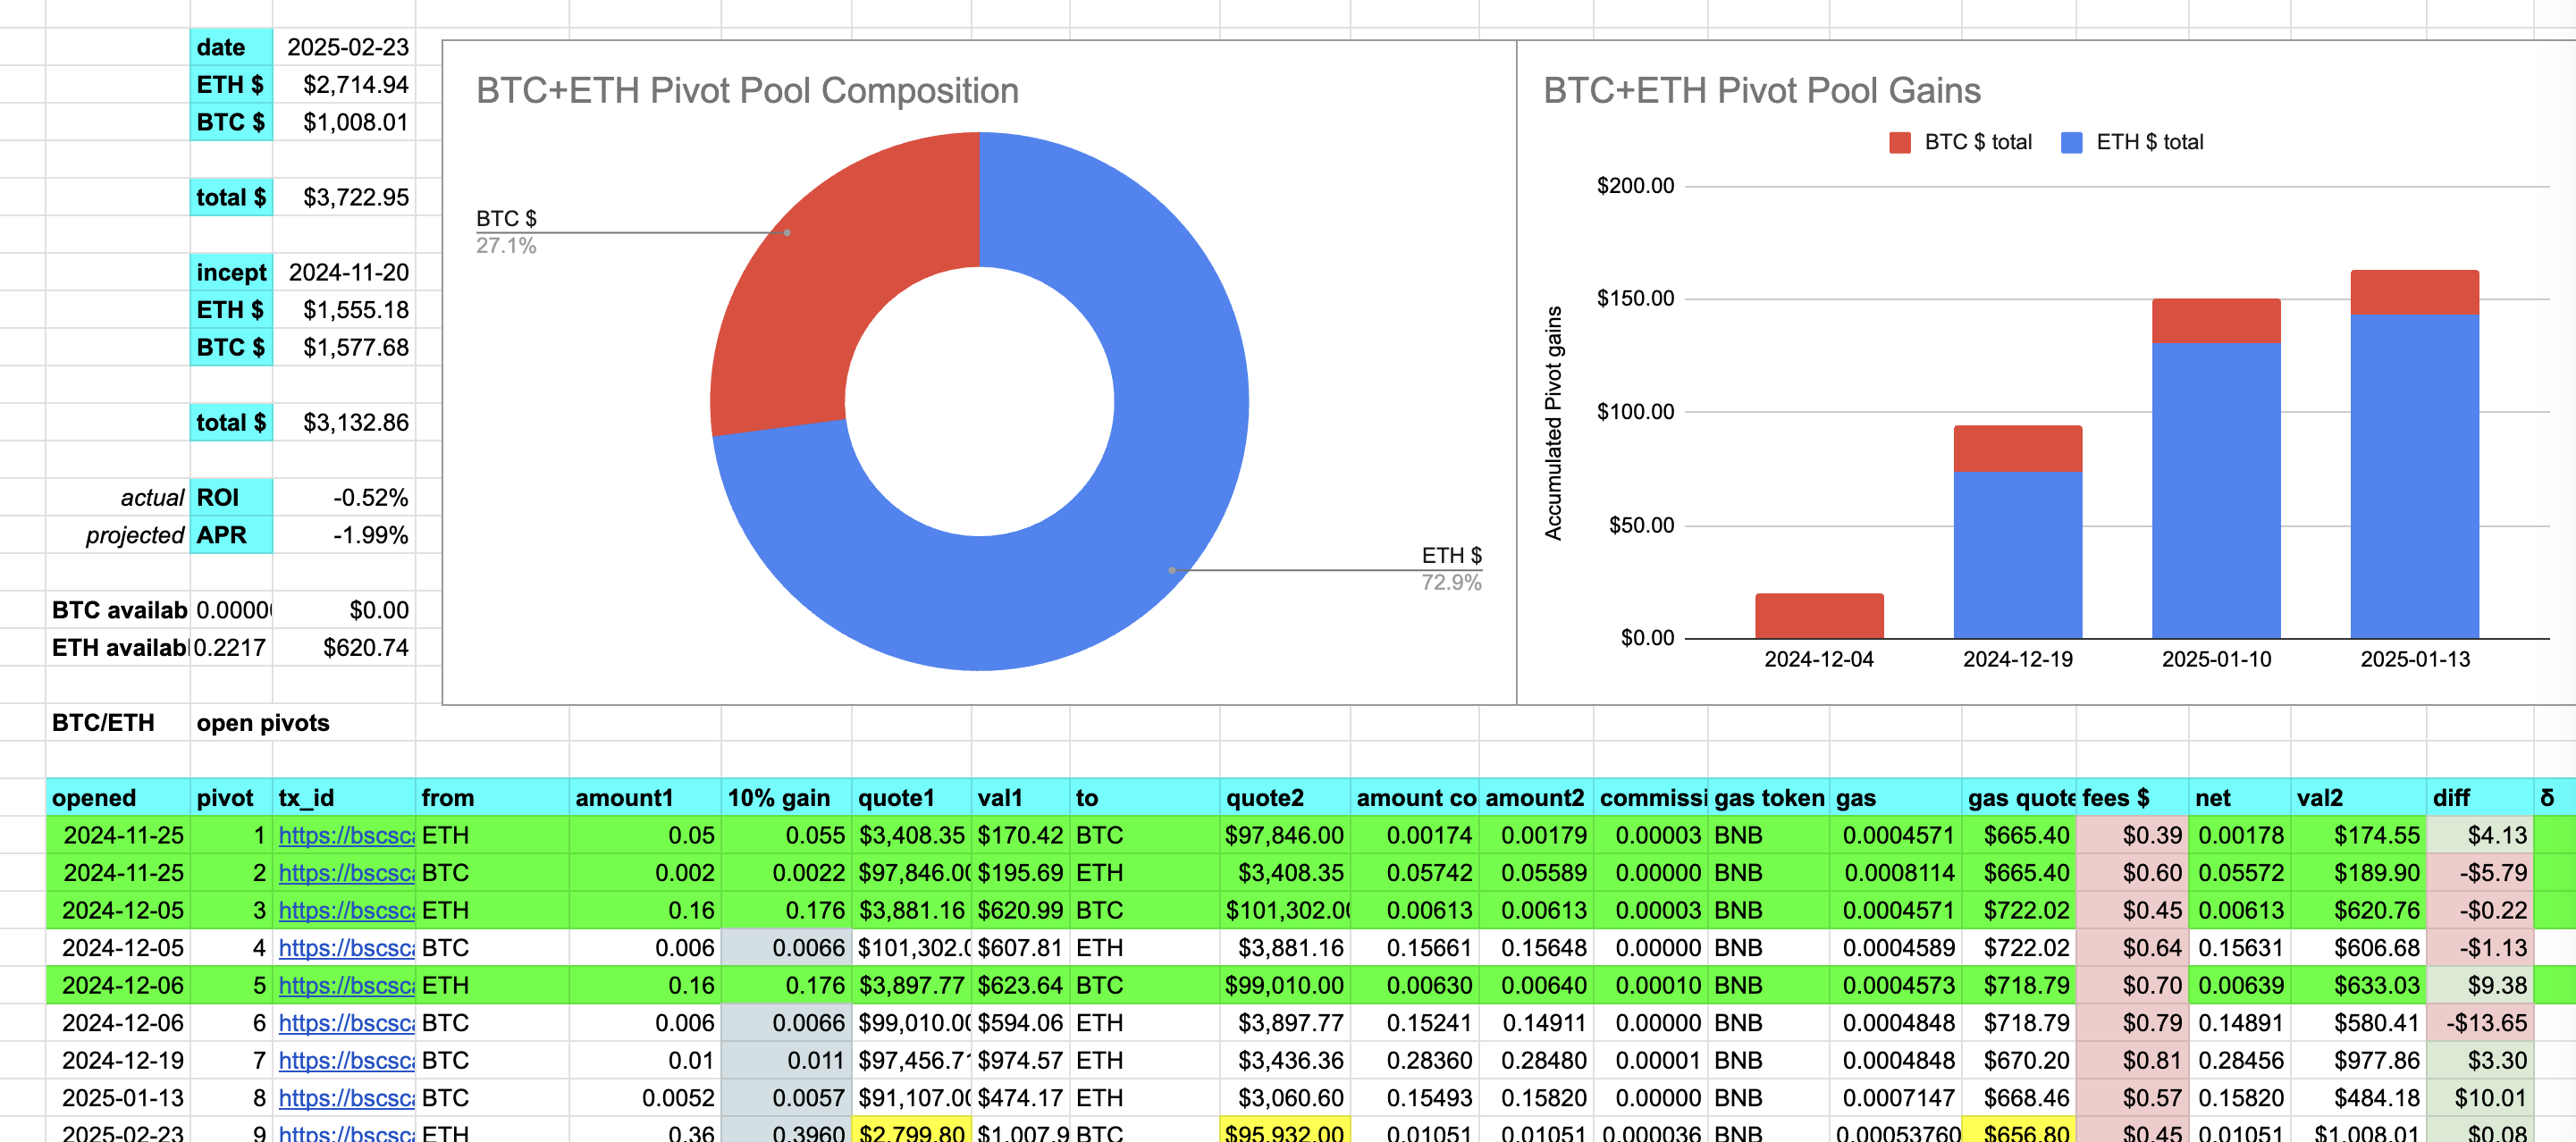 date 2025-02-23
ETH $ $2,714.94
BTC $ $1,008.01
total $ $3,722.95
incept 2024-11-20
ETH $ $1,555.18
BTC $ $1,577.68
total $ $3,132.86
actual ROI -0.52%
projected APR -1.99%
BTC availab 0.0000 $0.00
ETH availab 0.2217 $620.74
BTC+ETH Pivot Pool Composition
BTC $
27.1%
ETH $
72.9%
BTC+ETH Pivot Pool Gains
BTC $ total ETH $ total
Accumulated Pivot gains
$200.00
$150.00
$100.00
$50.00
$0.00
2024-12-04 2024-12-19 2025-01-10 2025-01-13
BTC/ETH open pivots
opened pivot tx_id from amount1 10% gain quote1 val1 to quote2 amount co amount2 commissi gas token gas gas quote fees $ net val2 diff δ
2024-11-25 1 https://bscsca ETH 0.05 0.055 $3,408.35 $170.42 BTC $97,846.00 0.00174 0.00179 0.00003 BNB 0.0004571 $665.40 $0.39 0.00178 $174.55 $4.13
2024-11-25 2 https://bscsca BTC 0.002 0.0022 $97,846.00 $195.69 ETH $3,408.35 0.05742 0.05589 0.00000 BNB 0.0008114 $665.40 $0.60 0.05572 $189.90 -$5.79
2024-12-05 3 https://bscsca ETH 0.16 0.176 $3,881.16 $620.99 BTC $101,302.00 0.00613 0.00613 0.00003 BNB 0.0004571 $722.02 $0.45 0.00613 $620.76 -$0.22
2024-12-05 4 https://bscsca BTC 0.006 0.0066 $101,302.0 $607.81 ETH $3,881.16 0.15661 0.15648 0.00000 BNB 0.0004589 $722.02 $0.64 0.15631 $606.68 -$1.13
2024-12-06 5 https://bscsca ETH 0.16 0.176 $3,897.77 $623.64 BTC $99,010.00 0.00630 0.00640 0.00010 BNB 0.0004573 $718.79 $0.70 0.00639 $633.03 $9.38
2024-12-06 6 https://bscsca BTC 0.006 0.0066 $99,010.00 $594.06 ETH $3,897.77 0.15241 0.14911 0.00000 BNB 0.0004848 $718.79 $0.79 0.14891 $580.41 -$13.65
2024-12-19 7 https://bscsca BTC 0.01 0.011 $97,456.71 $974.57 ETH $3,436.36 0.28360 0.28480 0.00001 BNB 0.0004848 $670.20 $0.81 0.28456 $977.86 $3.30
2025-01-13 8 https://bscsca BTC 0.0052 0.0057 $91,107.00 $474.17 ETH $3,060.60 0.15493 0.15820 0.00000 BNB 0.0007147 $668.46 $0.57 0.15820 $484.18 $10.01
2025-02-23 9 https://bscsca ETH 0.36 0.3960 $2,799.80 $1,007.9 BTC $95,932.00 0.01051 0.01051 0.000036 BNB 0.00053760 $656.80 $0.45 0.01051 $1,008.01 $0.08